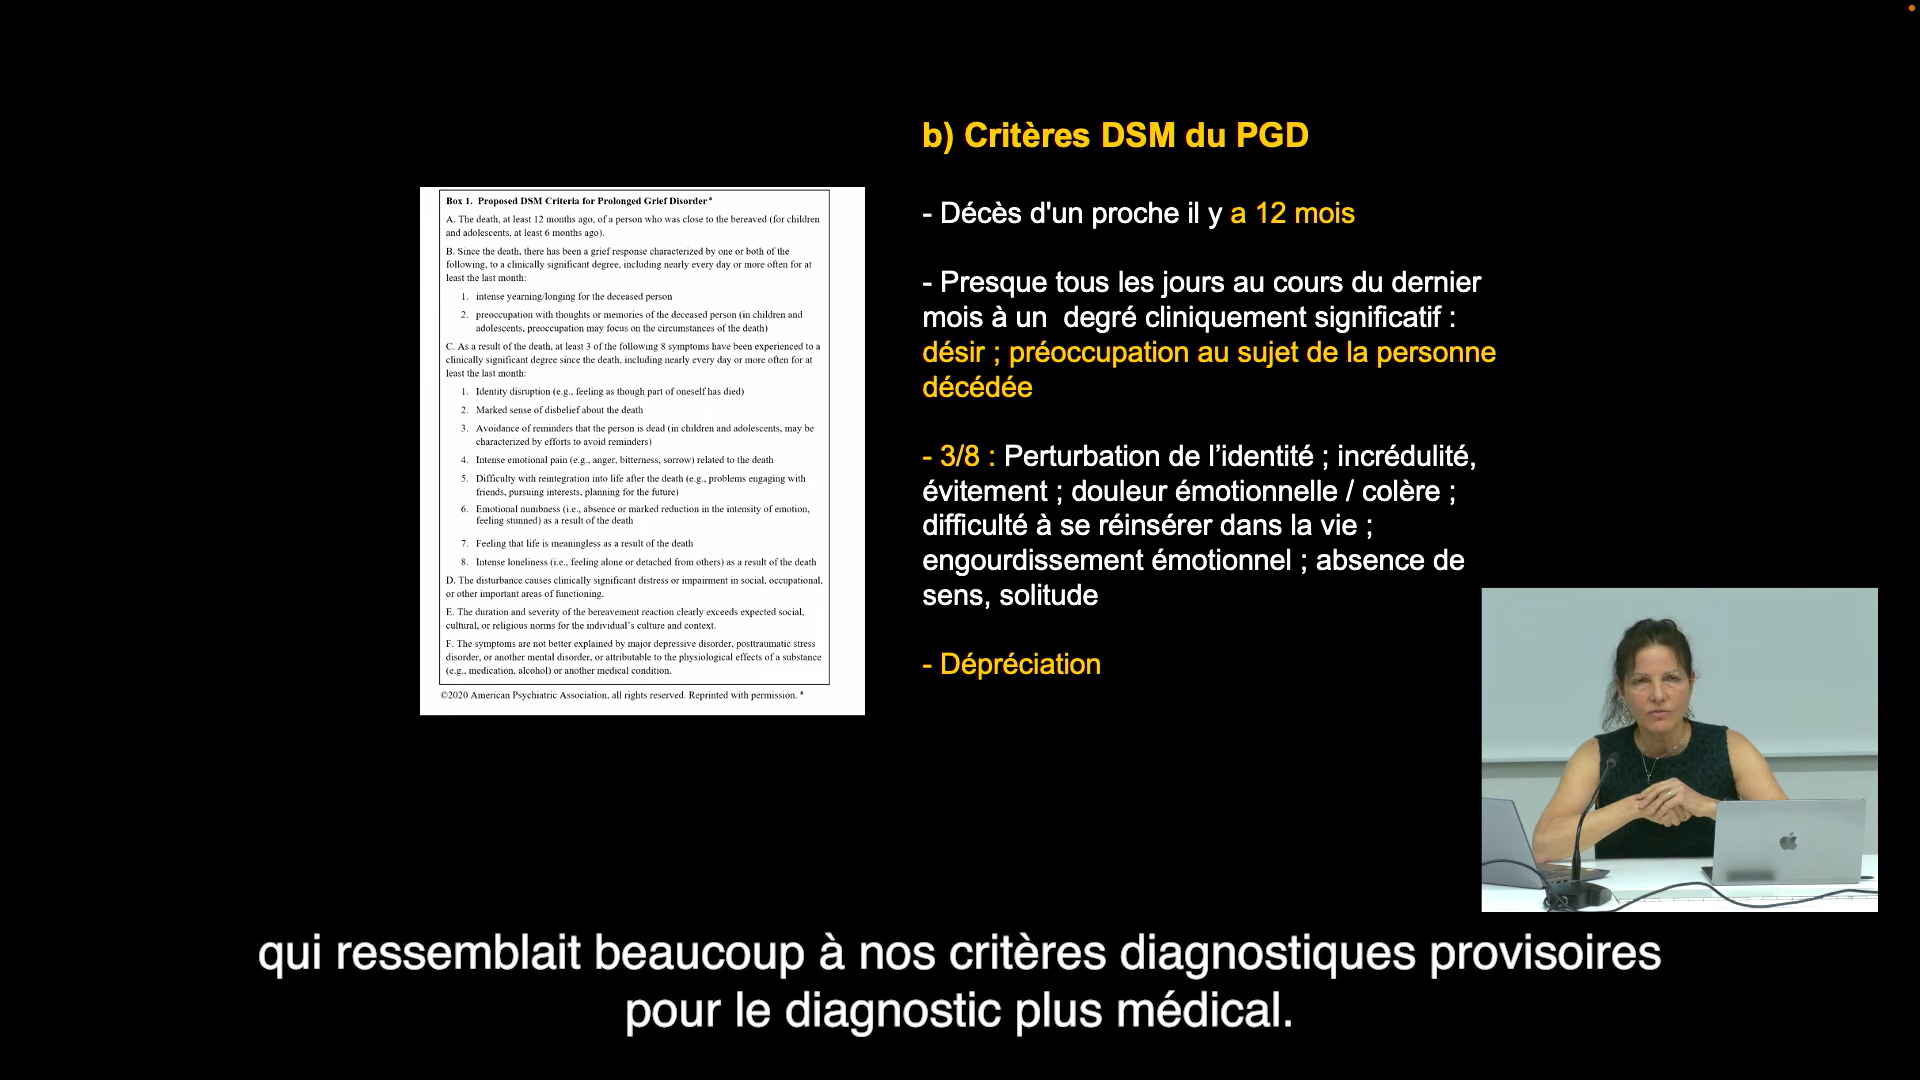 Box 1. Proposed DSM Criteria for Prolonged Grief Disorder a
A. The death, at least 12 months ago, of a person who was close to the bereaved (for children
and adolescents, at least 6 months ago).
B. Since the death, there has been a grief response characterized by one or both of the
following, to a clinically significant degree, including nearly every day or more often for at
least the last month:
1. intense yearning/longing for the deceased person
2. preoccupation with thoughts or memories of the deceased person (in children and
adolescents, preoccupation may focus on the circumstances of the death)
C. As a result of the death, at least 3 of the following 8 symptoms have been experienced to a
clinically significant degree since the death, including nearly every day or more often for at
least the last month:
1. Identity disruption (e.g., feeling as though part of oneself has died)
2. Marked sense of disbelief about the death
3. Avoidance of reminders that the person is dead (in children and adolescents, may be
characterized by efforts to avoid reminders)
4. Intense emotional pain (e.g., anger, bitterness, sorrow) related to the death
5. Difficulty with reintegration into life after the death (e.g., problems engaging with
friends, pursuing interests, planning for the future)
6. Emotional numbness (i.e., absence or marked reduction in the intensity of emotion,
feeling stunned) as a result of the death
7. Feeling that life is meaningless as a result of the death
8. Intense loneliness (i.e., feeling alone or detached from others) as a result of the death
D. The disturbance causes clinically significant distress or impairment in social, occupational,
or other important areas of functioning.
E. The duration and severity of the bereavement reaction clearly exceeds expected social,
cultural, or religious norms for the individual's culture and context.
F. The symptoms are not better explained by major depressive disorder, posttraumatic stress
disorder, or another mental disorder, or attributable to the physiological effects of a substance
(e.g., medication, alcohol) or another medical condition.
©2020 American Psychiatric Association, all rights reserved. Reprinted with permission. a
b) Critères DSM du PGD
- Décès d'un proche il y a 12 mois
- Presque tous les jours au cours du dernier
mois à un degré cliniquement significatif :
désir ; préoccupation au sujet de la personne
décédée
- 3/8 : Perturbation de l’identité ; incrédulité,
évitement ; douleur émotionnelle / colère ;
difficulté à se réinsérer dans la vie ;
engourdissement émotionnel ; absence de
sens, solitude
- Dépréciation
qui ressemblait beaucoup à nos critères diagnostiques provisoires
pour le diagnostic plus médical.